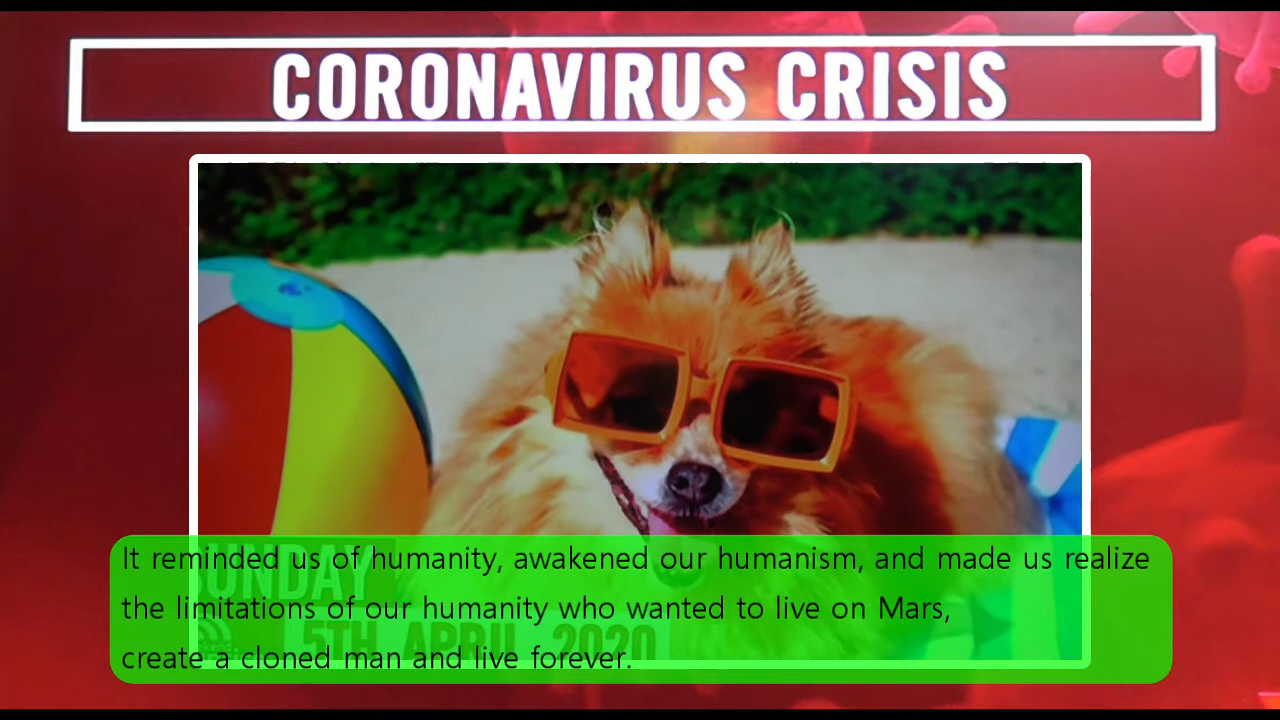 CORONAVIRUS CRISIS
SUNDAY
5TH APRIL 2020
It reminded us of humanity, awakened our humanism, and made us realize
the limitations of our humanity who wanted to live on Mars,
create a cloned man and live forever.